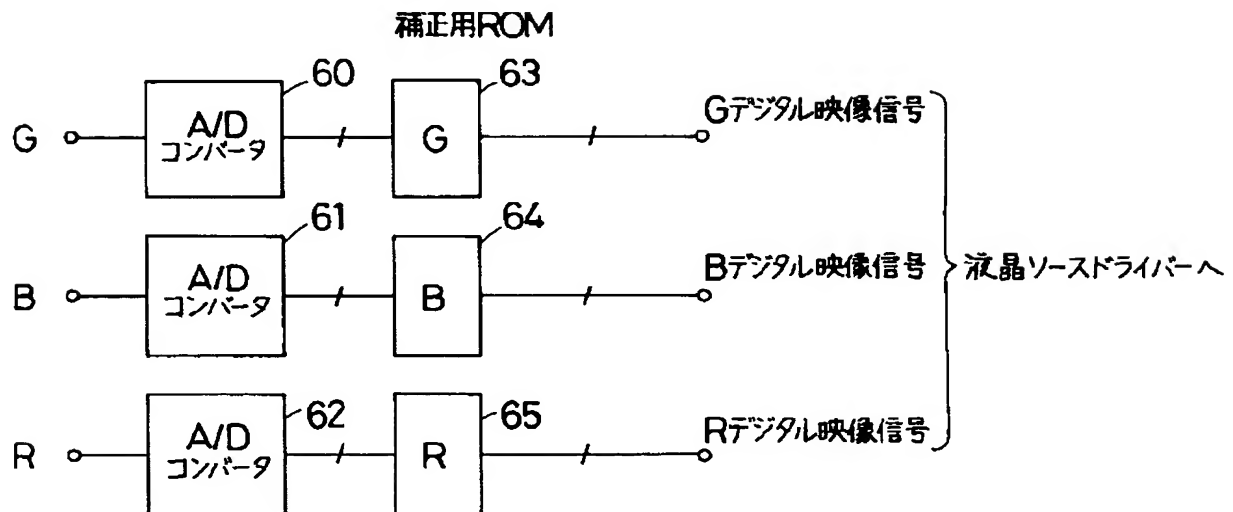 補正用ROM
60
63
G
A/D
コンバータ
G
Gデジタル映像信号
61
64
B
A/D
コンバータ
B
Bデジタル映像信号
液晶ソースドライバーへ
62
65
R
A/D
コンバータ
R
Rデジタル映像信号